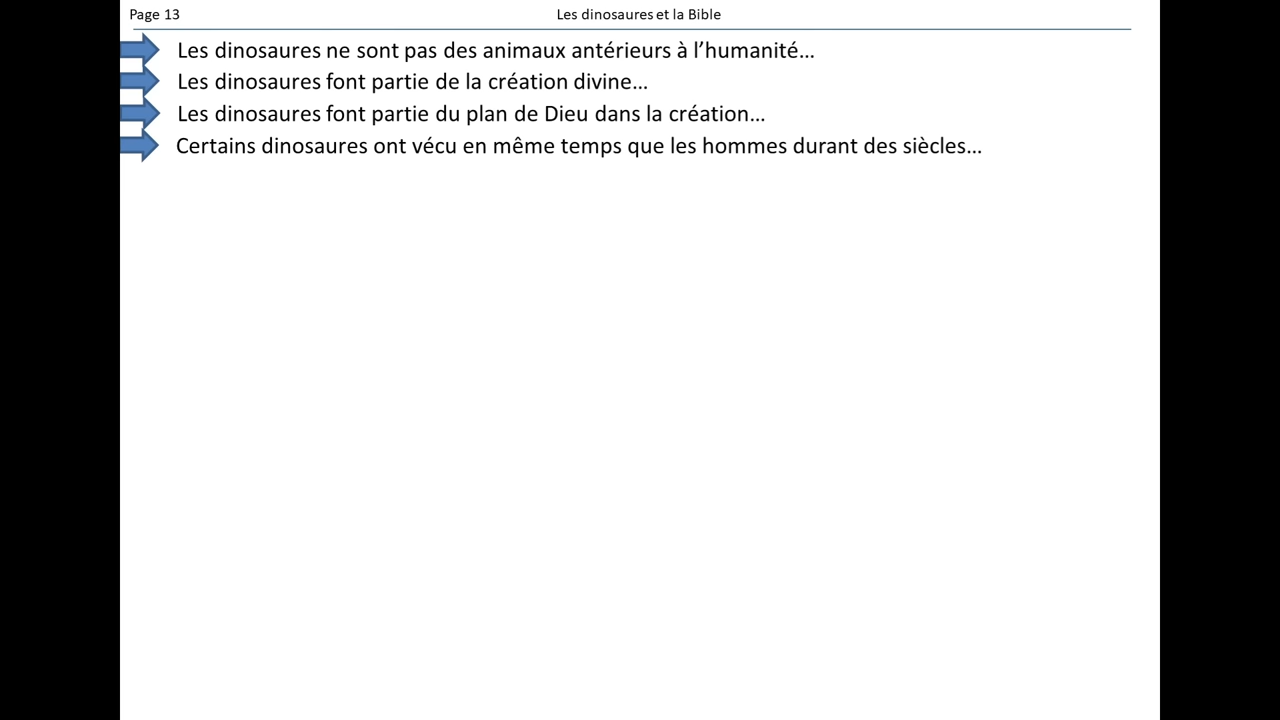 Page 13
Les dinosaures et la Bible
Les dinosaures ne sont pas des animaux antérieurs à l’humanité…
Les dinosaures font partie de la création divine…
Les dinosaures font partie du plan de Dieu dans la création…
Certains dinosaures ont vécu en même temps que les hommes durant des siècles…